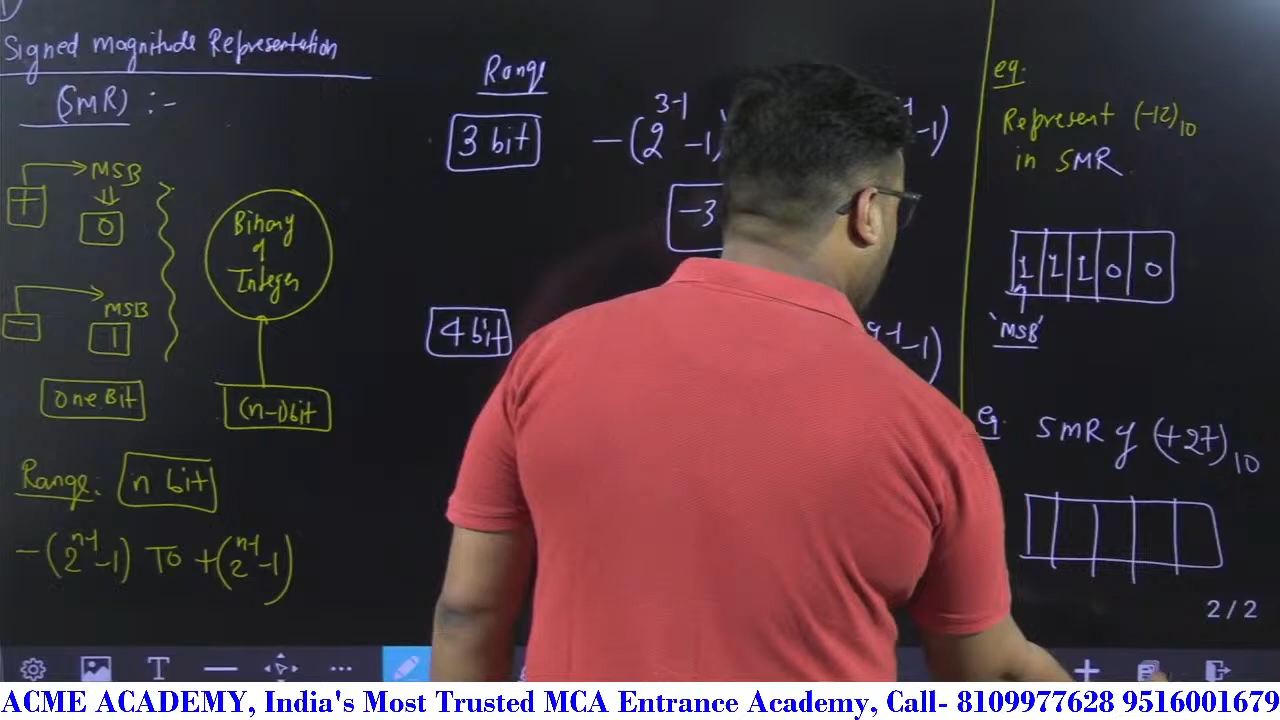 Signed magnitude Representation
(SMR) :-
+ → MSB
0
- → MSB
1
One Bit
Binary
of
Integer
(n-1)bit
Range: n bit
-(2^(n-1) -1) TO +(2^(n-1) -1)
Range
3 bit
-(2^(3-1) -1)
-1)
-3
4 bit
-1)
eg:
Represent (-12)₁₀
in SMR.
1 1 1 0 0
'MSB'
eg. SMR of (+27)₁₀
2/2
T
ACME ACADEMY, India's Most Trusted MCA Entrance Academy, Call- 8109977628 9516001679